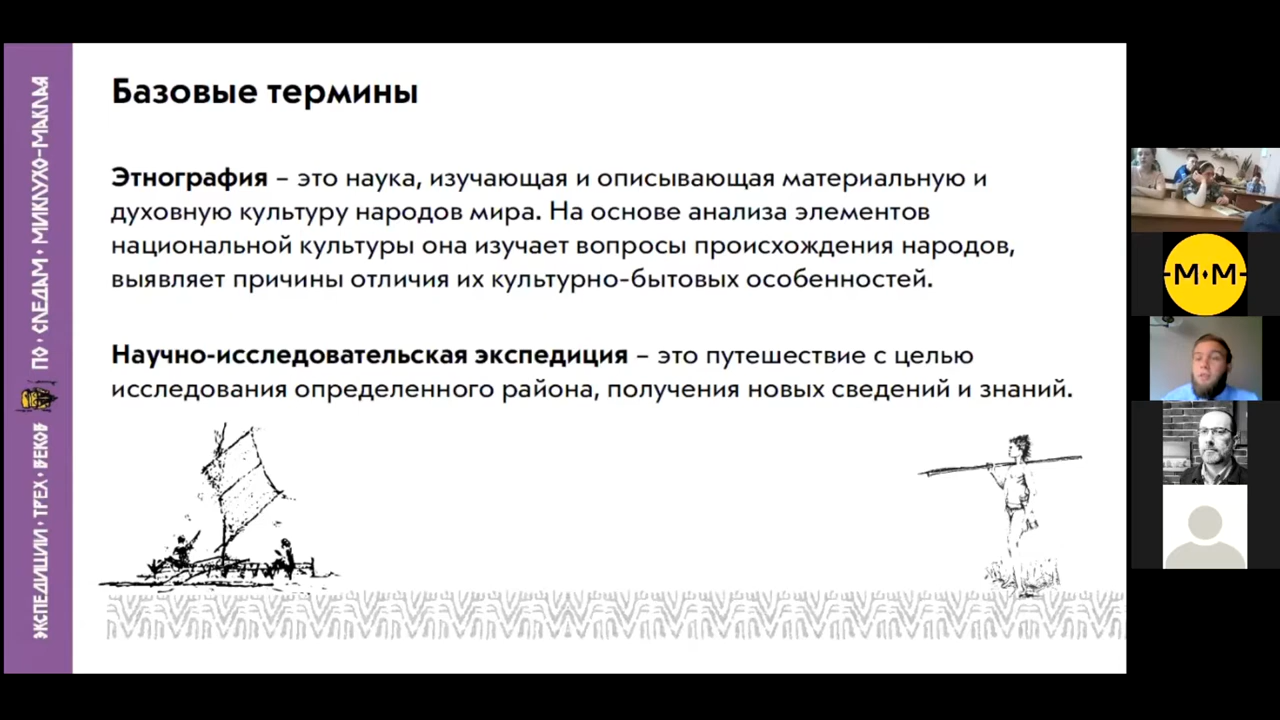 Базовые термины
Этнография – это наука, изучающая и описывающая материальную и
духовную культуру народов мира. На основе анализа элементов
национальной культуры она изучает вопросы происхождения народов,
выявляет причины отличия их культурно-бытовых особенностей.
Научно-исследовательская экспедиция – это путешествие с целью
исследования определенного района, получения новых сведений и знаний.
ЭКСПЕДИЦИИ · ТРЕХ · ВЕКОВ
ПО · СЛЕДАМ · МИКЛУХО-МАКЛАЯ
-М·М-